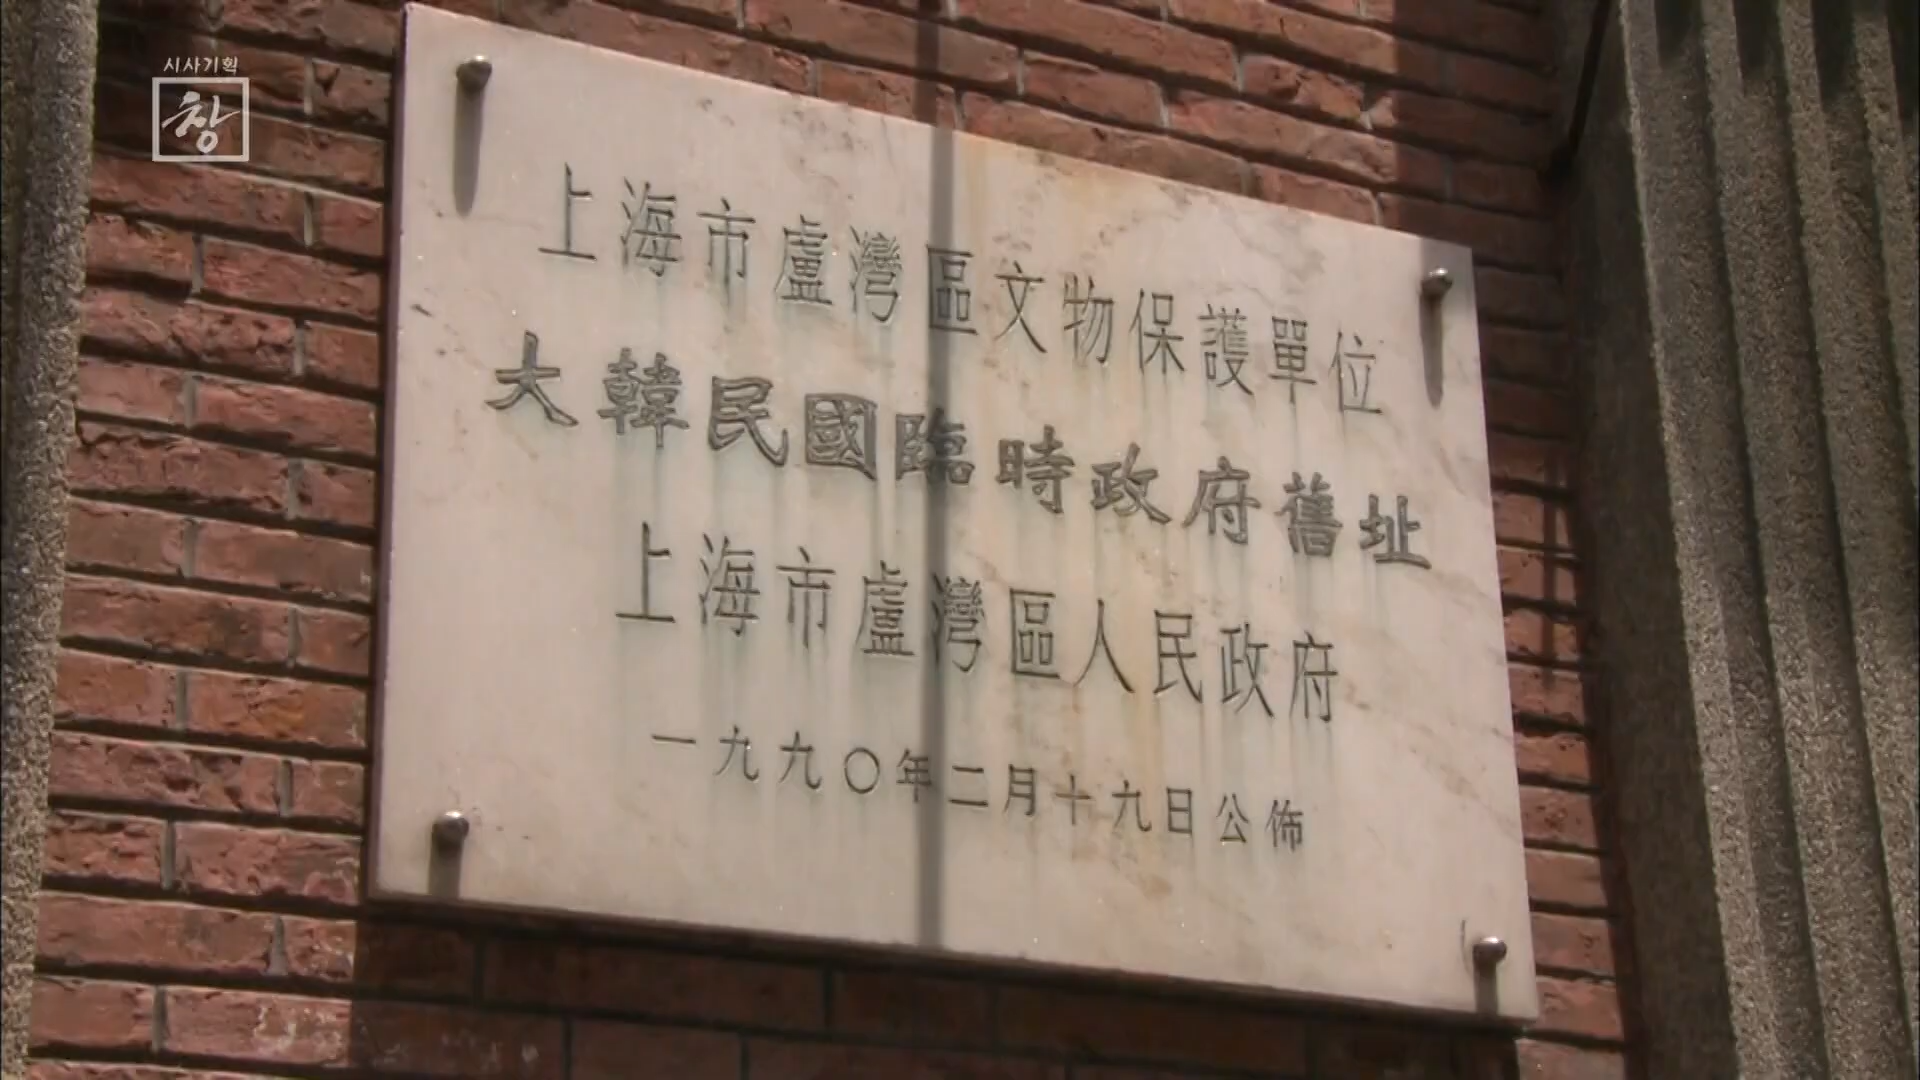 시사기획
창
上海市盧灣區文物保護單位
大韓民國臨時政府舊址
上海市盧灣區人民政府
一九九〇年二月十九日公佈